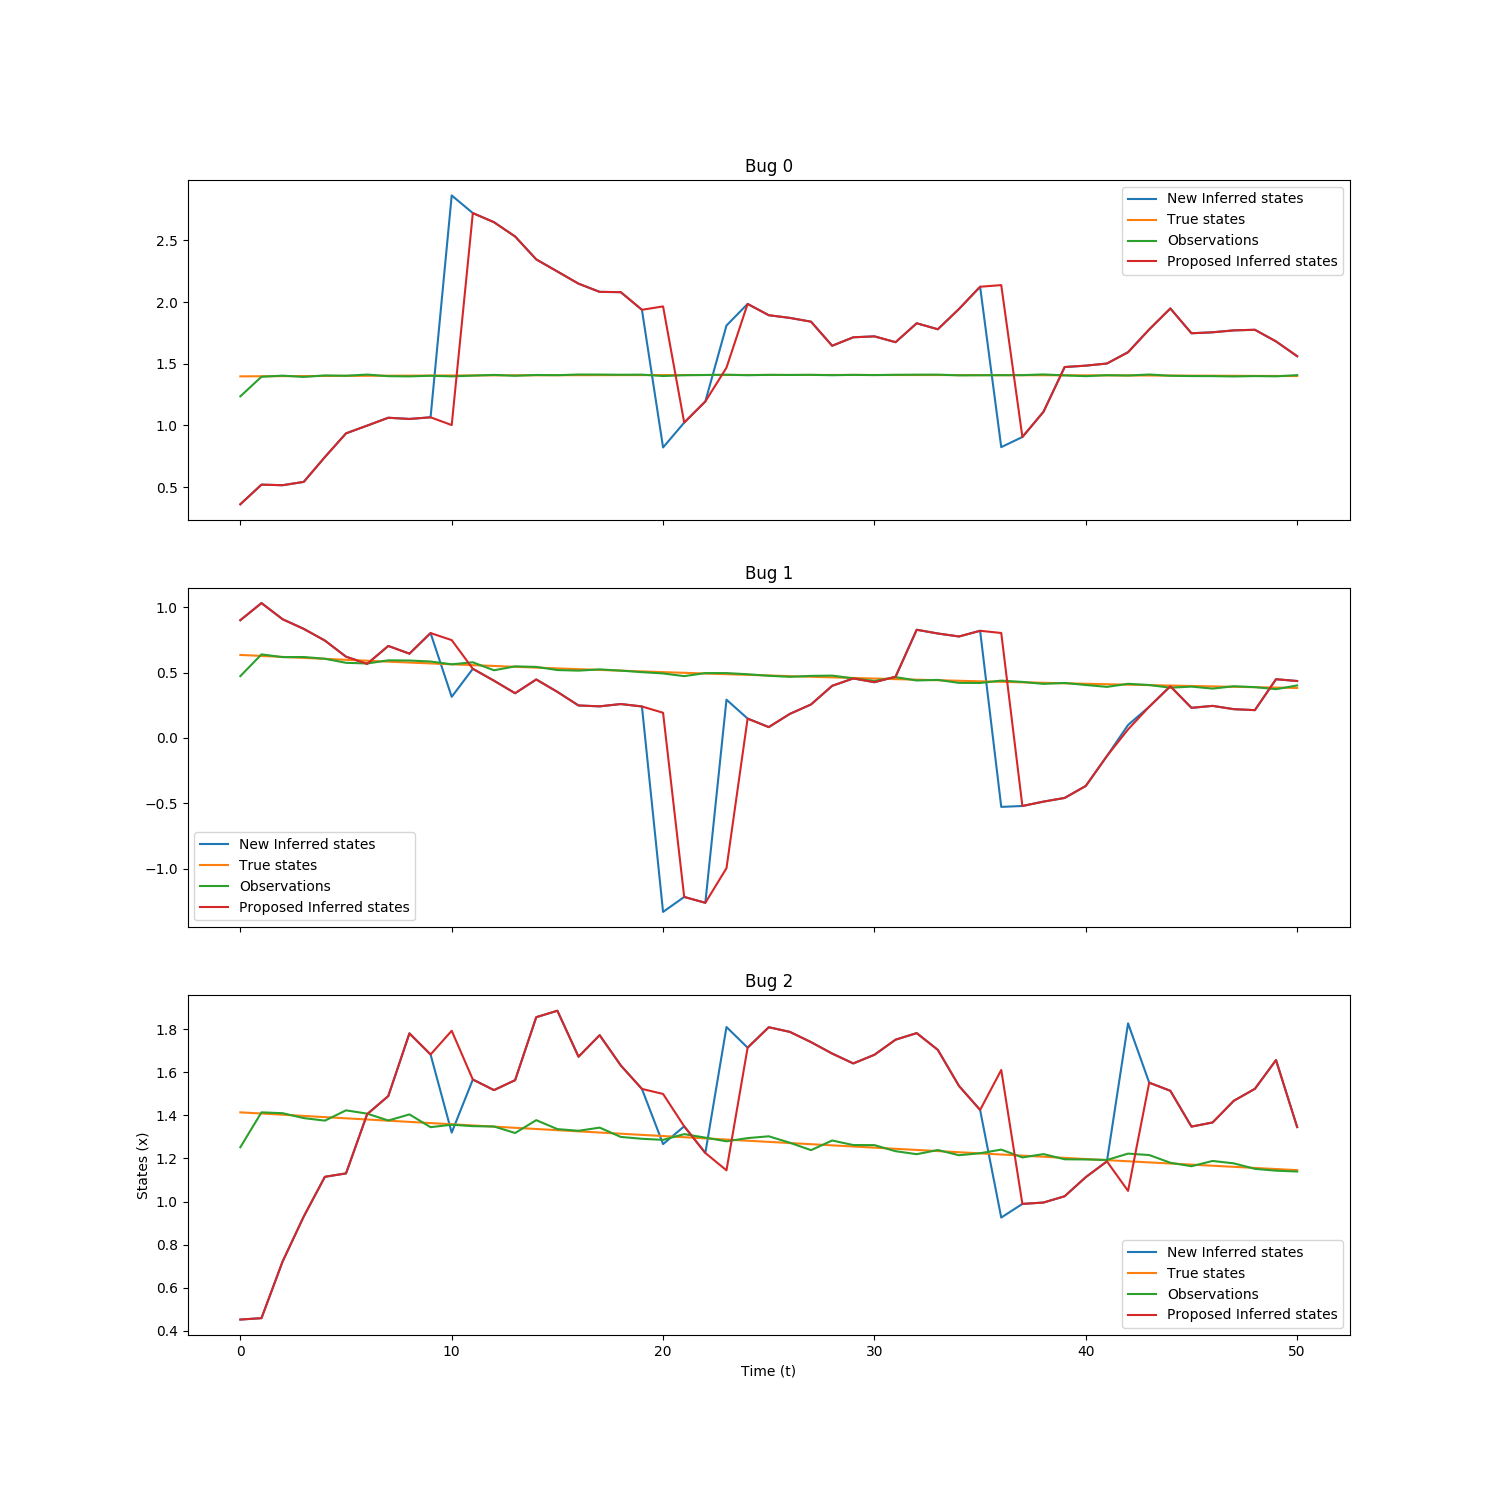 Bug 0
New Inferred states
True states
Observations
Proposed Inferred states
2.5
2.0
1.5
1.0
0.5
Bug 1
1.0
0.5
0.0
−0.5
−1.0
New Inferred states
True states
Observations
Proposed Inferred states
Bug 2
1.8
1.6
1.4
1.2
1.0
0.8
0.6
0.4
States (x)
New Inferred states
True states
Observations
Proposed Inferred states
0 10 20 30 40 50
Time (t)